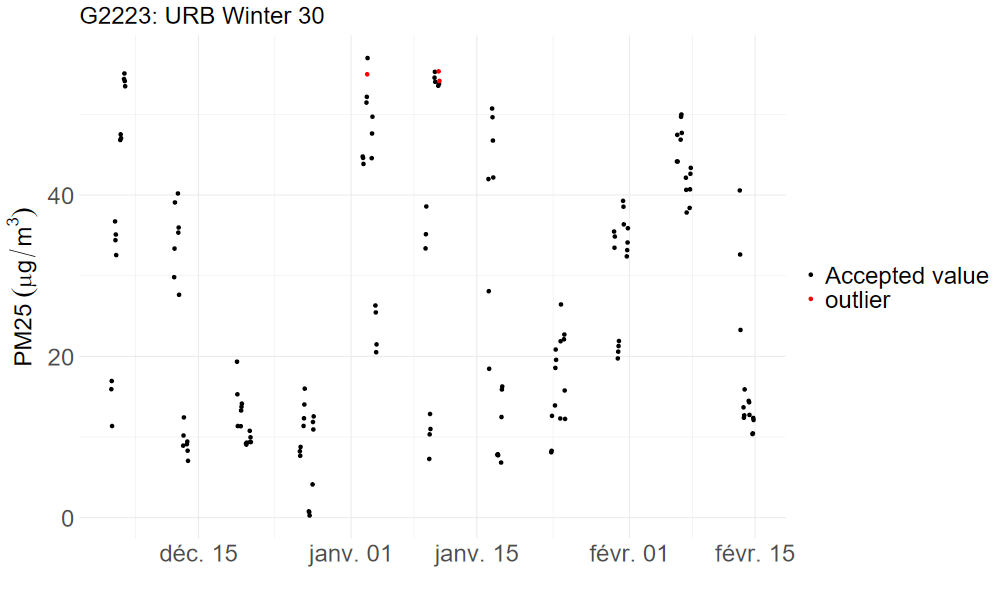 G2223: URB Winter 30
PM25 (μg/m³)
40
20
0
déc. 15 janv. 01 janv. 15 févr. 01 févr. 15
Accepted value
outlier